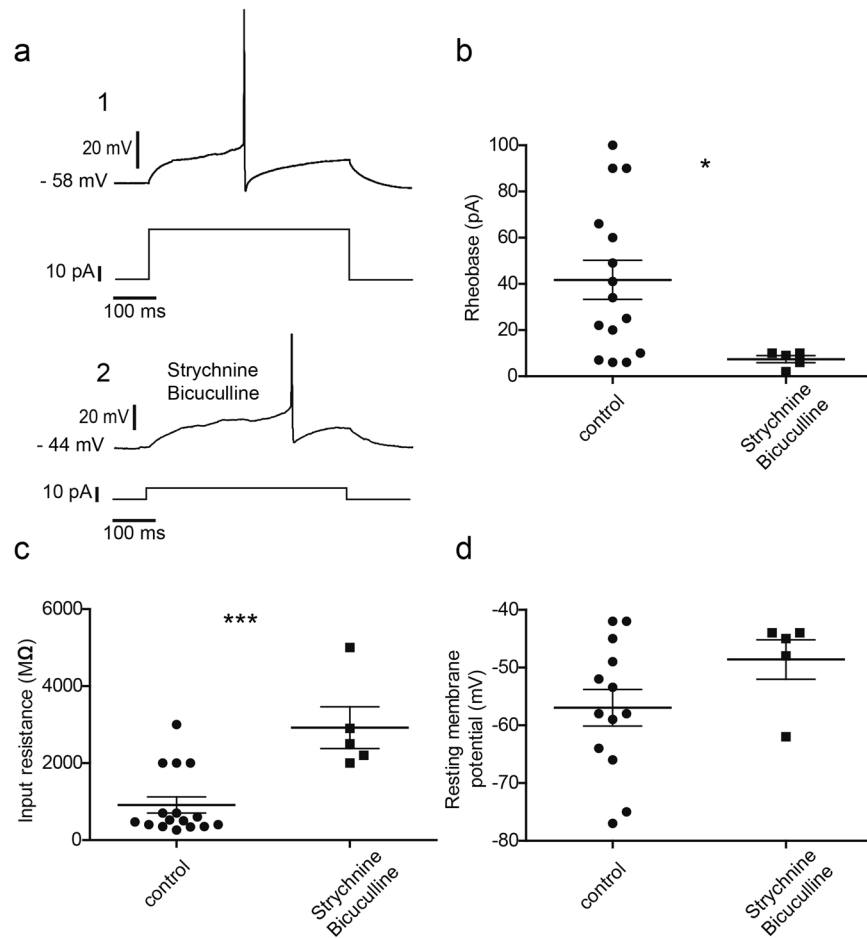 a
1
20 mV
- 58 mV
10 pA
100 ms
2
Strychnine
Bicuculline
20 mV
- 44 mV
10 pA
100 ms
b
Rheobase (pA)
100
80
60
40
20
0
*
control
Strychnine
Bicuculline
c
Input resistance (MΩ)
6000
4000
2000
0
***
control
Strychnine
Bicuculline
d
Resting membrane
potential (mV)
-40
-50
-60
-70
-80
control
Strychnine
Bicuculline